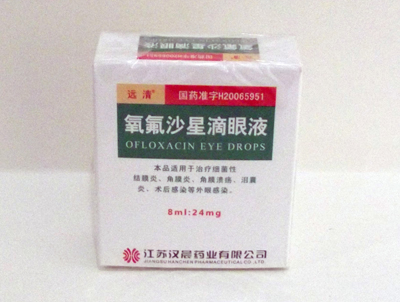 远清®
国药准字H20065951
氧氟沙星滴眼液
OFLOXACIN EYE DROPS
本品适用于治疗细菌性
结膜炎、角膜炎、角膜溃疡、泪囊
炎、术后感染等外眼感染。
8ml:24mg
江苏汉晨药业有限公司
JIANGSU HANCHEN PHARMACEUTICAL CO.,LTD.